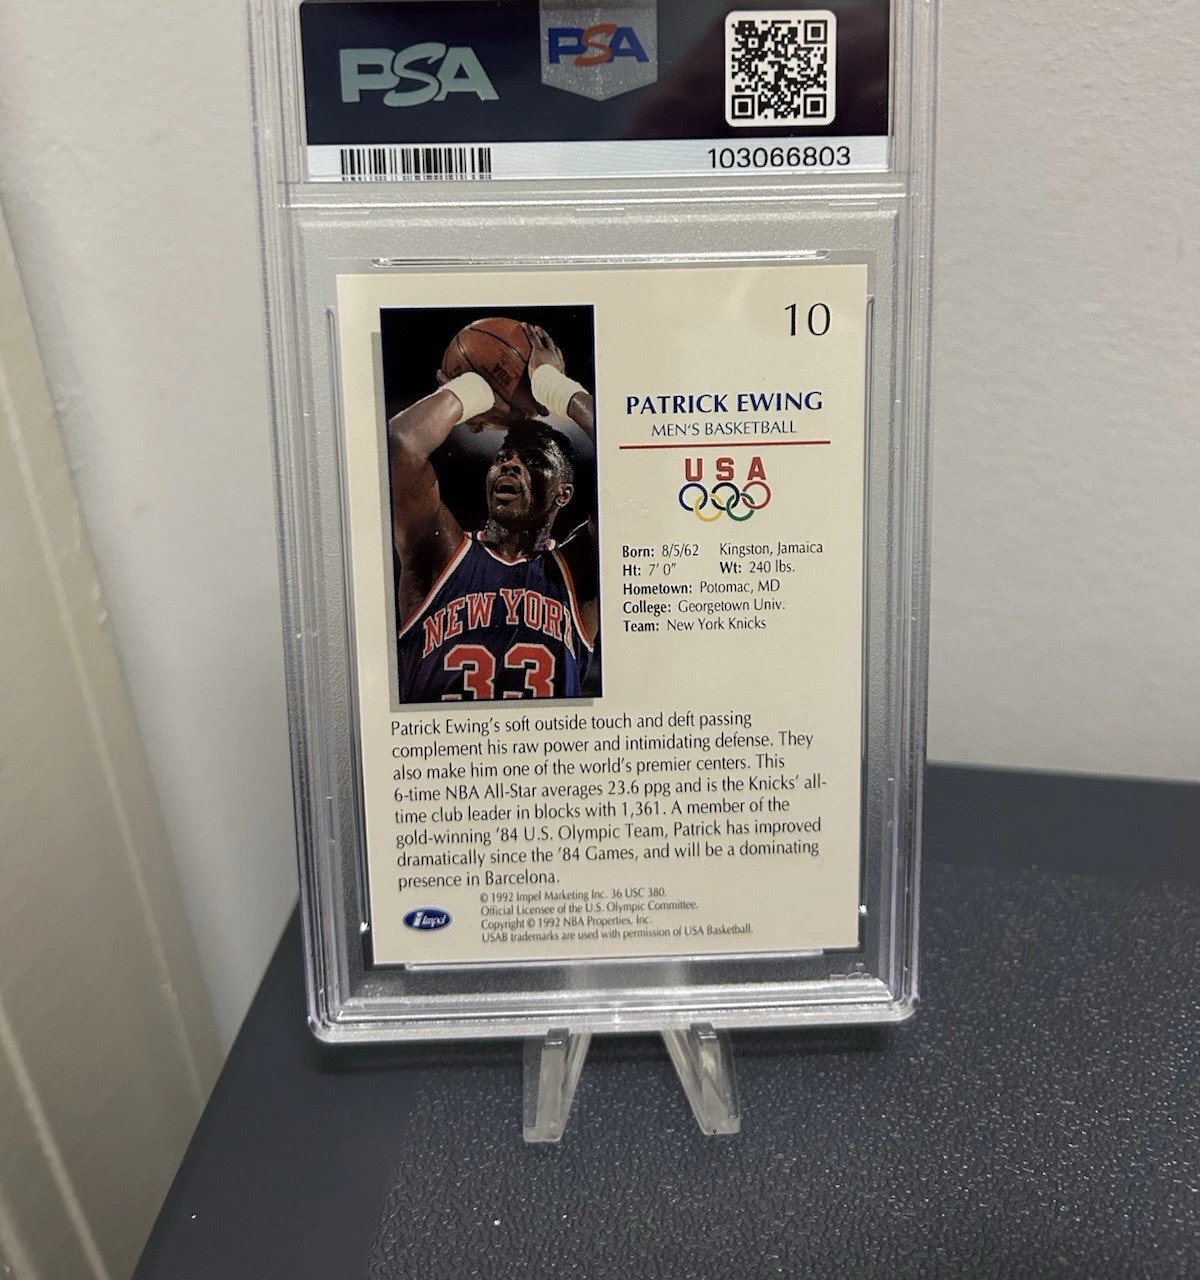 PSA
PSA
103066803
10
PATRICK EWING
MEN'S BASKETBALL
USA
Born: 8/5/62 Kingston, Jamaica
Ht: 7' 0" Wt: 240 lbs.
Hometown: Potomac, MD
College: Georgetown Univ.
Team: New York Knicks
NEW YORK
33
Patrick Ewing's soft outside touch and deft passing
complement his raw power and intimidating defense. They
also make him one of the world's premier centers. This
6-time NBA All-Star averages 23.6 ppg and is the Knicks' all-
time club leader in blocks with 1,361. A member of the
gold-winning '84 U.S. Olympic Team, Patrick has improved
dramatically since the '84 Games, and will be a dominating
presence in Barcelona.
© 1992 Impel Marketing Inc. 36 USC 380.
Official Licensee of the U.S. Olympic Committee.
Copyright © 1992 NBA Properties, Inc.
USAB trademarks are used with permission of USA Basketball.
Impel